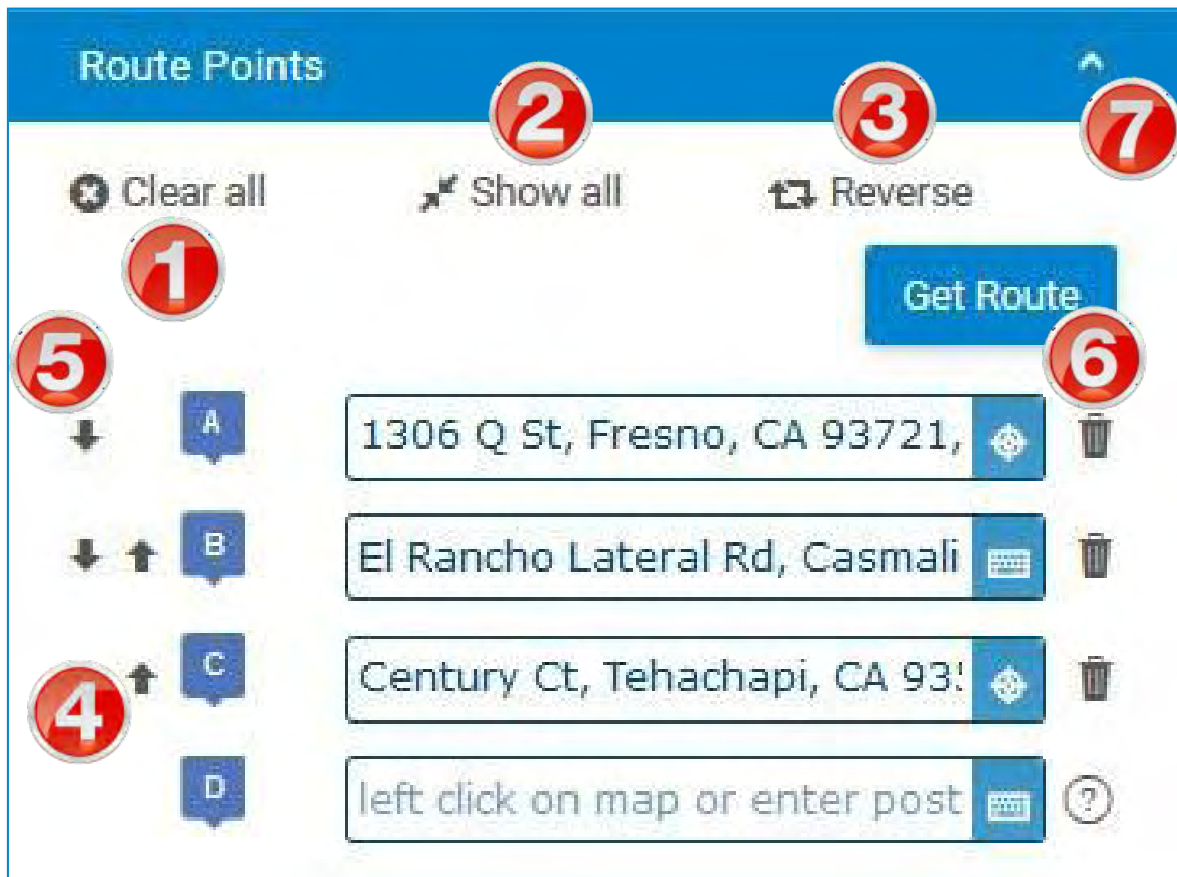 Route Points
2 3 7
Clear all Show all Reverse
1
Get Route
5 6
A 1306 Q St, Fresno, CA 93721,
B El Rancho Lateral Rd, Casmali
C Century Ct, Tehachapi, CA 935
4
D left click on map or enter post ?